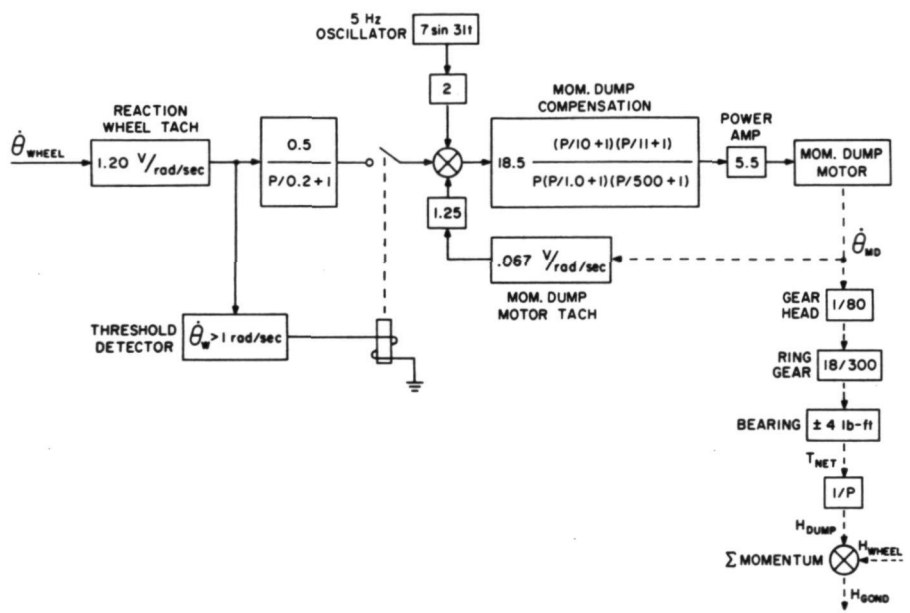 5 Hz
OSCILLATOR
7 sin 31t
2
REACTION
WHEEL TACH
θ̇ WHEEL
1.20 V/rad/sec
0.5
P/0.2+1
MOM. DUMP
COMPENSATION
18.5
(P/10 +1)(P/11+1)
P(P/1.0+1)(P/500+1)
POWER
AMP
5.5
MOM. DUMP
MOTOR
1.25
.067 V/rad/sec
MOM. DUMP
MOTOR TACH
θ̇MD
GEAR
HEAD
1/80
THRESHOLD
DETECTOR
θ̇W>1 rad/sec
RING
GEAR
18/300
BEARING
± 4 lb-ft
TNET
1/P
HDUMP
HWHEEL
Σ MOMENTUM
HGOND